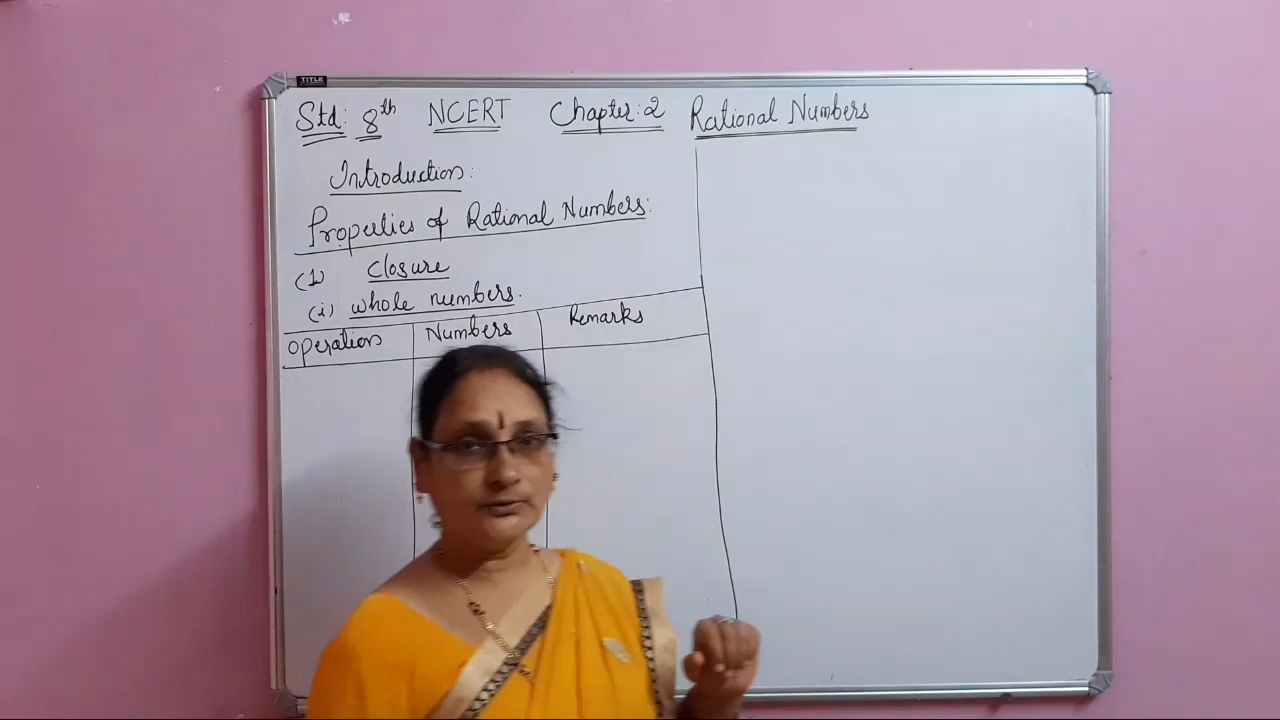 TITLE
Std: 8th NCERT Chapter:2 Rational Numbers
Introduction:
Properties of Rational Numbers:
(1) closure
(i) whole numbers.
operation Numbers Remarks